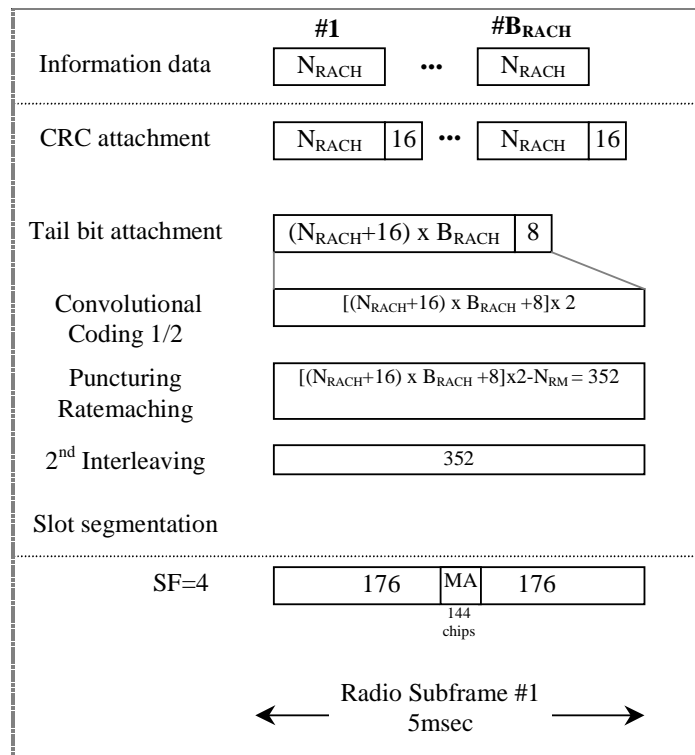 #1 #B_RACH
Information data N_RACH ••• N_RACH
CRC attachment N_RACH 16 ••• N_RACH 16
Tail bit attachment (N_RACH+16) x B_RACH 8
Convolutional
Coding 1/2
[(N_RACH+16) x B_RACH +8]x 2
Puncturing
Ratemaching
[(N_RACH+16) x B_RACH +8]x2-N_RM = 352
2nd Interleaving 352
Slot segmentation
SF=4 176 MA 176
144
chips
Radio Subframe #1
5msec